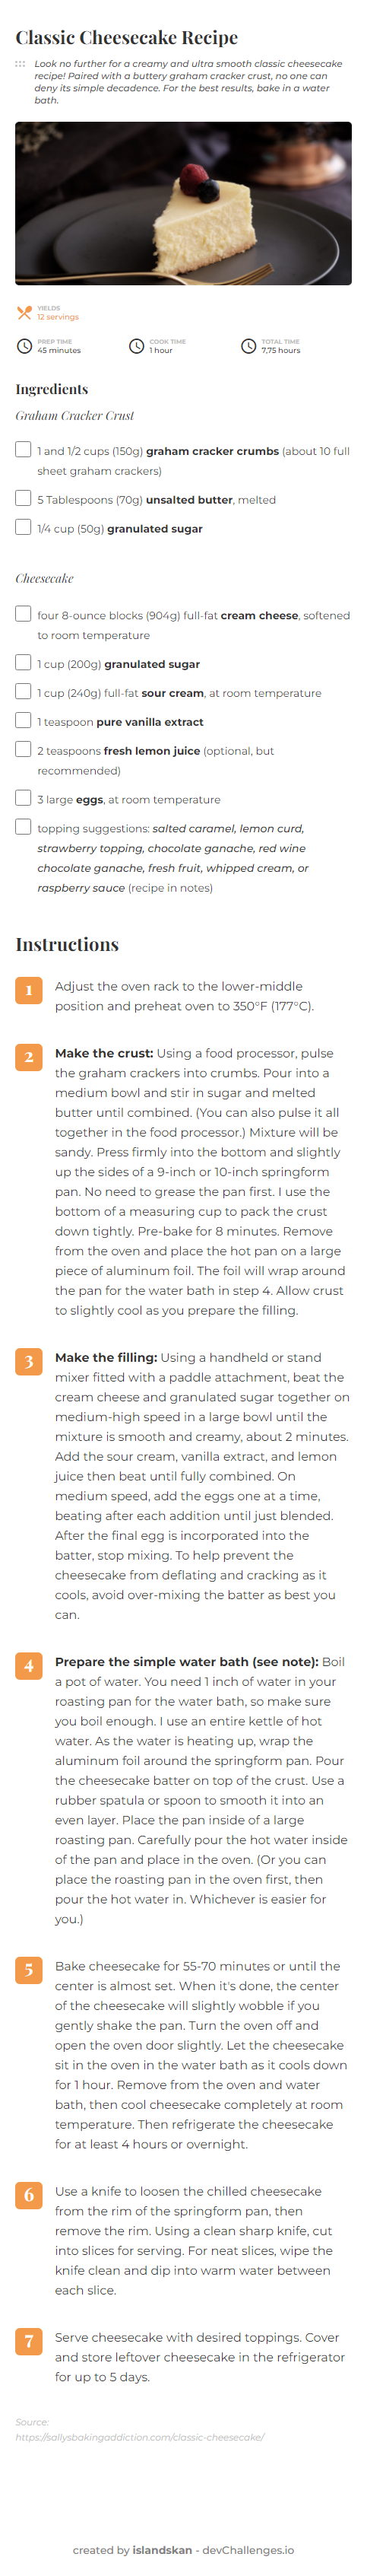 Classic Cheesecake Recipe
Look no further for a creamy and ultra smooth classic cheesecake
recipe! Paired with a buttery graham cracker crust, no one can
deny its simple decadence. For the best results, bake in a water
bath.
YIELDS
12 servings
PREP TIME
45 minutes
COOK TIME
1 hour
TOTAL TIME
7,75 hours
Ingredients
Graham Cracker Crust
1 and 1/2 cups (150g) graham cracker crumbs (about 10 full
sheet graham crackers)
5 Tablespoons (70g) unsalted butter, melted
1/4 cup (50g) granulated sugar
Cheesecake
four 8-ounce blocks (904g) full-fat cream cheese, softened
to room temperature
1 cup (200g) granulated sugar
1 cup (240g) full-fat sour cream, at room temperature
1 teaspoon pure vanilla extract
2 teaspoons fresh lemon juice (optional, but
recommended)
3 large eggs, at room temperature
topping suggestions: salted caramel, lemon curd,
strawberry topping, chocolate ganache, red wine
chocolate ganache, fresh fruit, whipped cream, or
raspberry sauce (recipe in notes)
Instructions
1 Adjust the oven rack to the lower-middle
position and preheat oven to 350°F (177°C).
2 Make the crust: Using a food processor, pulse
the graham crackers into crumbs. Pour into a
medium bowl and stir in sugar and melted
butter until combined. (You can also pulse it all
together in the food processor.) Mixture will be
sandy. Press firmly into the bottom and slightly
up the sides of a 9-inch or 10-inch springform
pan. No need to grease the pan first. I use the
bottom of a measuring cup to pack the crust
down tightly. Pre-bake for 8 minutes. Remove
from the oven and place the hot pan on a large
piece of aluminum foil. The foil will wrap around
the pan for the water bath in step 4. Allow crust
to slightly cool as you prepare the filling.
3 Make the filling: Using a handheld or stand
mixer fitted with a paddle attachment, beat the
cream cheese and granulated sugar together on
medium-high speed in a large bowl until the
mixture is smooth and creamy, about 2 minutes.
Add the sour cream, vanilla extract, and lemon
juice then beat until fully combined. On
medium speed, add the eggs one at a time,
beating after each addition until just blended.
After the final egg is incorporated into the
batter, stop mixing. To help prevent the
cheesecake from deflating and cracking as it
cools, avoid over-mixing the batter as best you
can.
4 Prepare the simple water bath (see note): Boil
a pot of water. You need 1 inch of water in your
roasting pan for the water bath, so make sure
you boil enough. I use an entire kettle of hot
water. As the water is heating up, wrap the
aluminum foil around the springform pan. Pour
the cheesecake batter on top of the crust. Use a
rubber spatula or spoon to smooth it into an
even layer. Place the pan inside of a large
roasting pan. Carefully pour the hot water inside
of the pan and place in the oven. (Or you can
place the roasting pan in the oven first, then
pour the hot water in. Whichever is easier for
you.)
5 Bake cheesecake for 55-70 minutes or until the
center is almost set. When it's done, the center
of the cheesecake will slightly wobble if you
gently shake the pan. Turn the oven off and
open the oven door slightly. Let the cheesecake
sit in the oven in the water bath as it cools down
for 1 hour. Remove from the oven and water
bath, then cool cheesecake completely at room
temperature. Then refrigerate the cheesecake
for at least 4 hours or overnight.
6 Use a knife to loosen the chilled cheesecake
from the rim of the springform pan, then
remove the rim. Using a clean sharp knife, cut
into slices for serving. For neat slices, wipe the
knife clean and dip into warm water between
each slice.
7 Serve cheesecake with desired toppings. Cover
and store leftover cheesecake in the refrigerator
for up to 5 days.
Source:
https://sallysbakingaddiction.com/classic-cheesecake/
created by islandskan - devChallenges.io